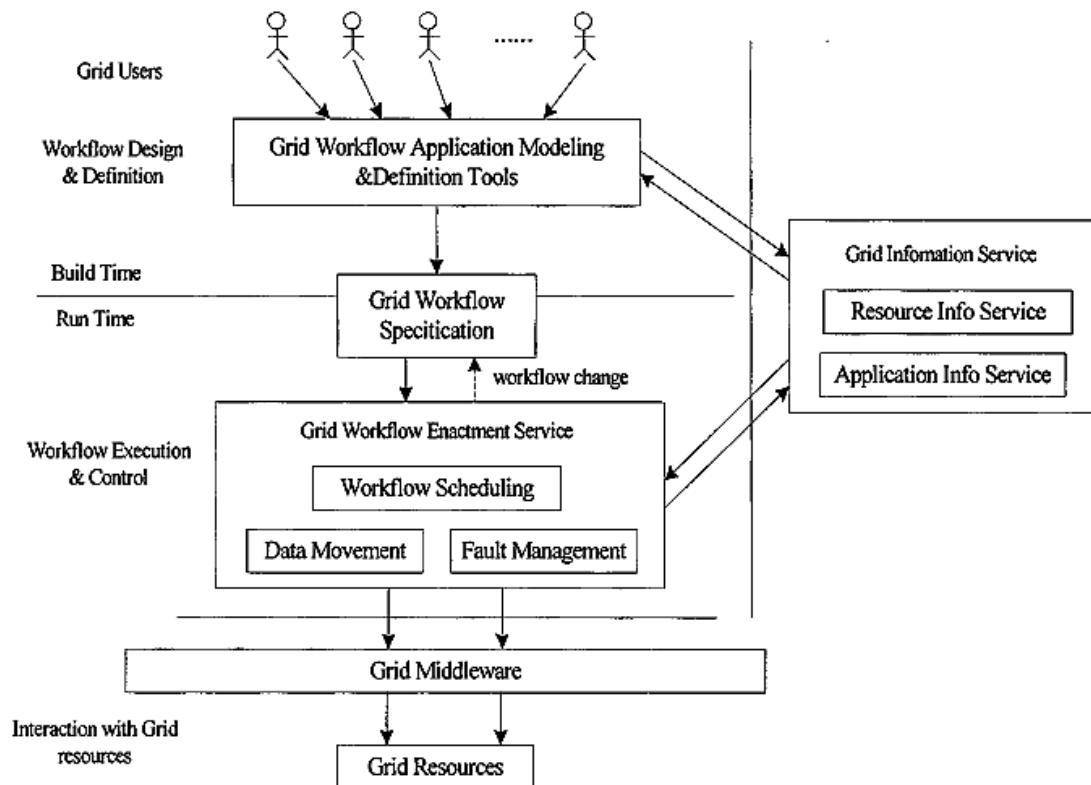 ......
Grid Users
Workflow Design
& Definition
Grid Workflow Application Modeling
&Definition Tools
Build Time
Run Time
Grid Workflow
Specitication
workflow change
Grid Infomation Service
Resource Info Service
Application Info Service
Workflow Execution
& Control
Grid Workflow Enactment Service
Workflow Scheduling
Data Movement
Fault Management
Grid Middleware
Interaction with Grid
resources
Grid Resources